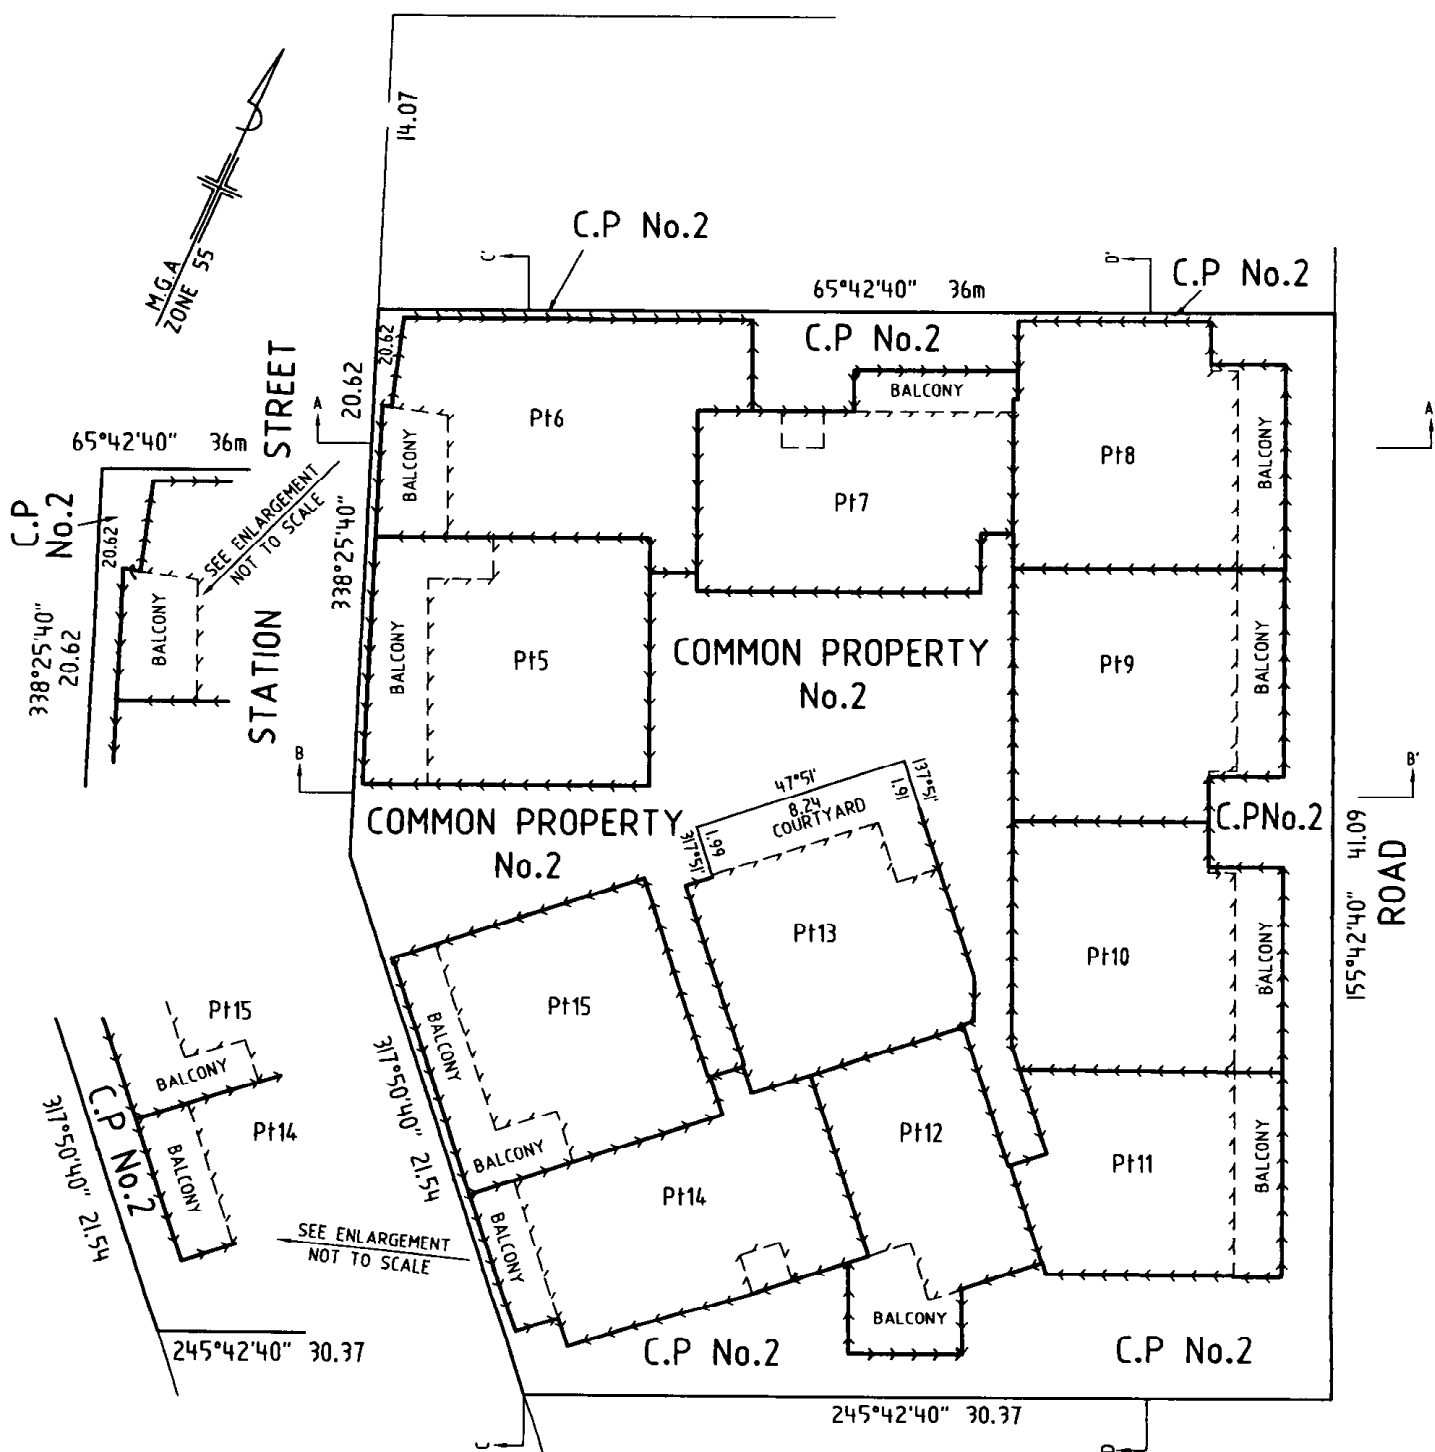 14.07
M.G.A
ZONE 55
C.P No.2
C'
D'
C.P No.2
65°42'40" 36m
C.P No.2
20.62
20.62
STREET
A
BALCONY
Pt6
BALCONY
Pt8
BALCONY
A
65°42'40" 36m
C.P
No.2
20.62
SEE ENLARGEMENT
NOT TO SCALE
BALCONY
338°25'40"
20.62
338°25'40"
Pt7
STATION
BALCONY
Pt5
COMMON PROPERTY
No.2
Pt9
BALCONY
B
B'
47°51'
8.24
COURTYARD
137°51'
1.91
317°51'
1.99
COMMON PROPERTY
No.2
C.PNo.2
155°42'40" 41.09
ROAD
Pt13
Pt10
BALCONY
Pt15
BALCONY
BALCONY
317°50'40" 21.54
Pt15
BALCONY
C.P No.2
Pt14
BALCONY
317°50'40" 21.54
Pt12
Pt11
BALCONY
Pt14
BALCONY
SEE ENLARGEMENT
NOT TO SCALE
BALCONY
C.P No.2
C.P No.2
245°42'40" 30.37
245°42'40" 30.37
C
D